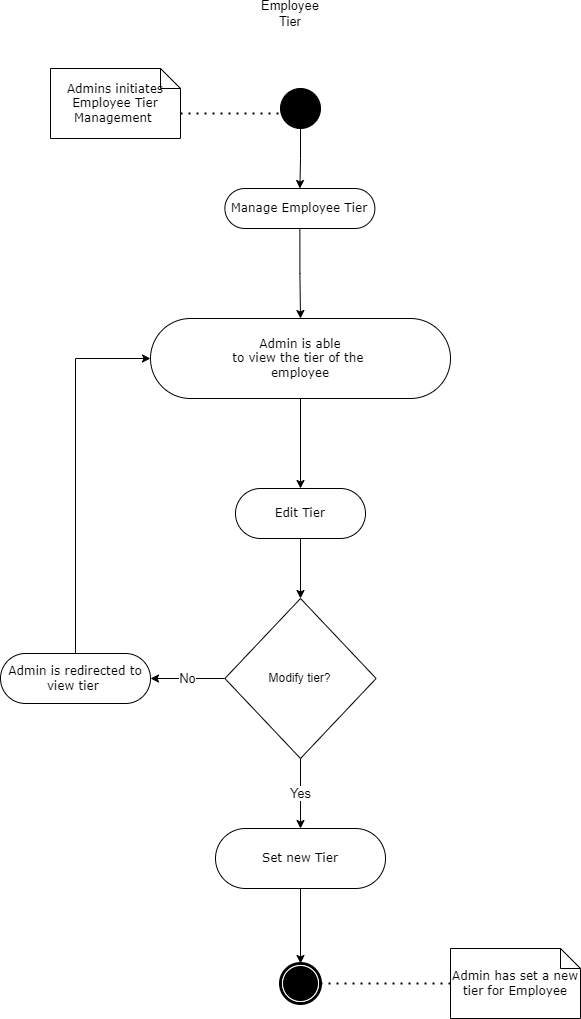 Employee
Tier
Admins initiates
Employee Tier
Management
Manage Employee Tier
Admin is able
to view the tier of the
employee
Edit Tier
Modify tier?
No
Admin is redirected to
view tier
Yes
Set new Tier
Admin has set a new
tier for Employee